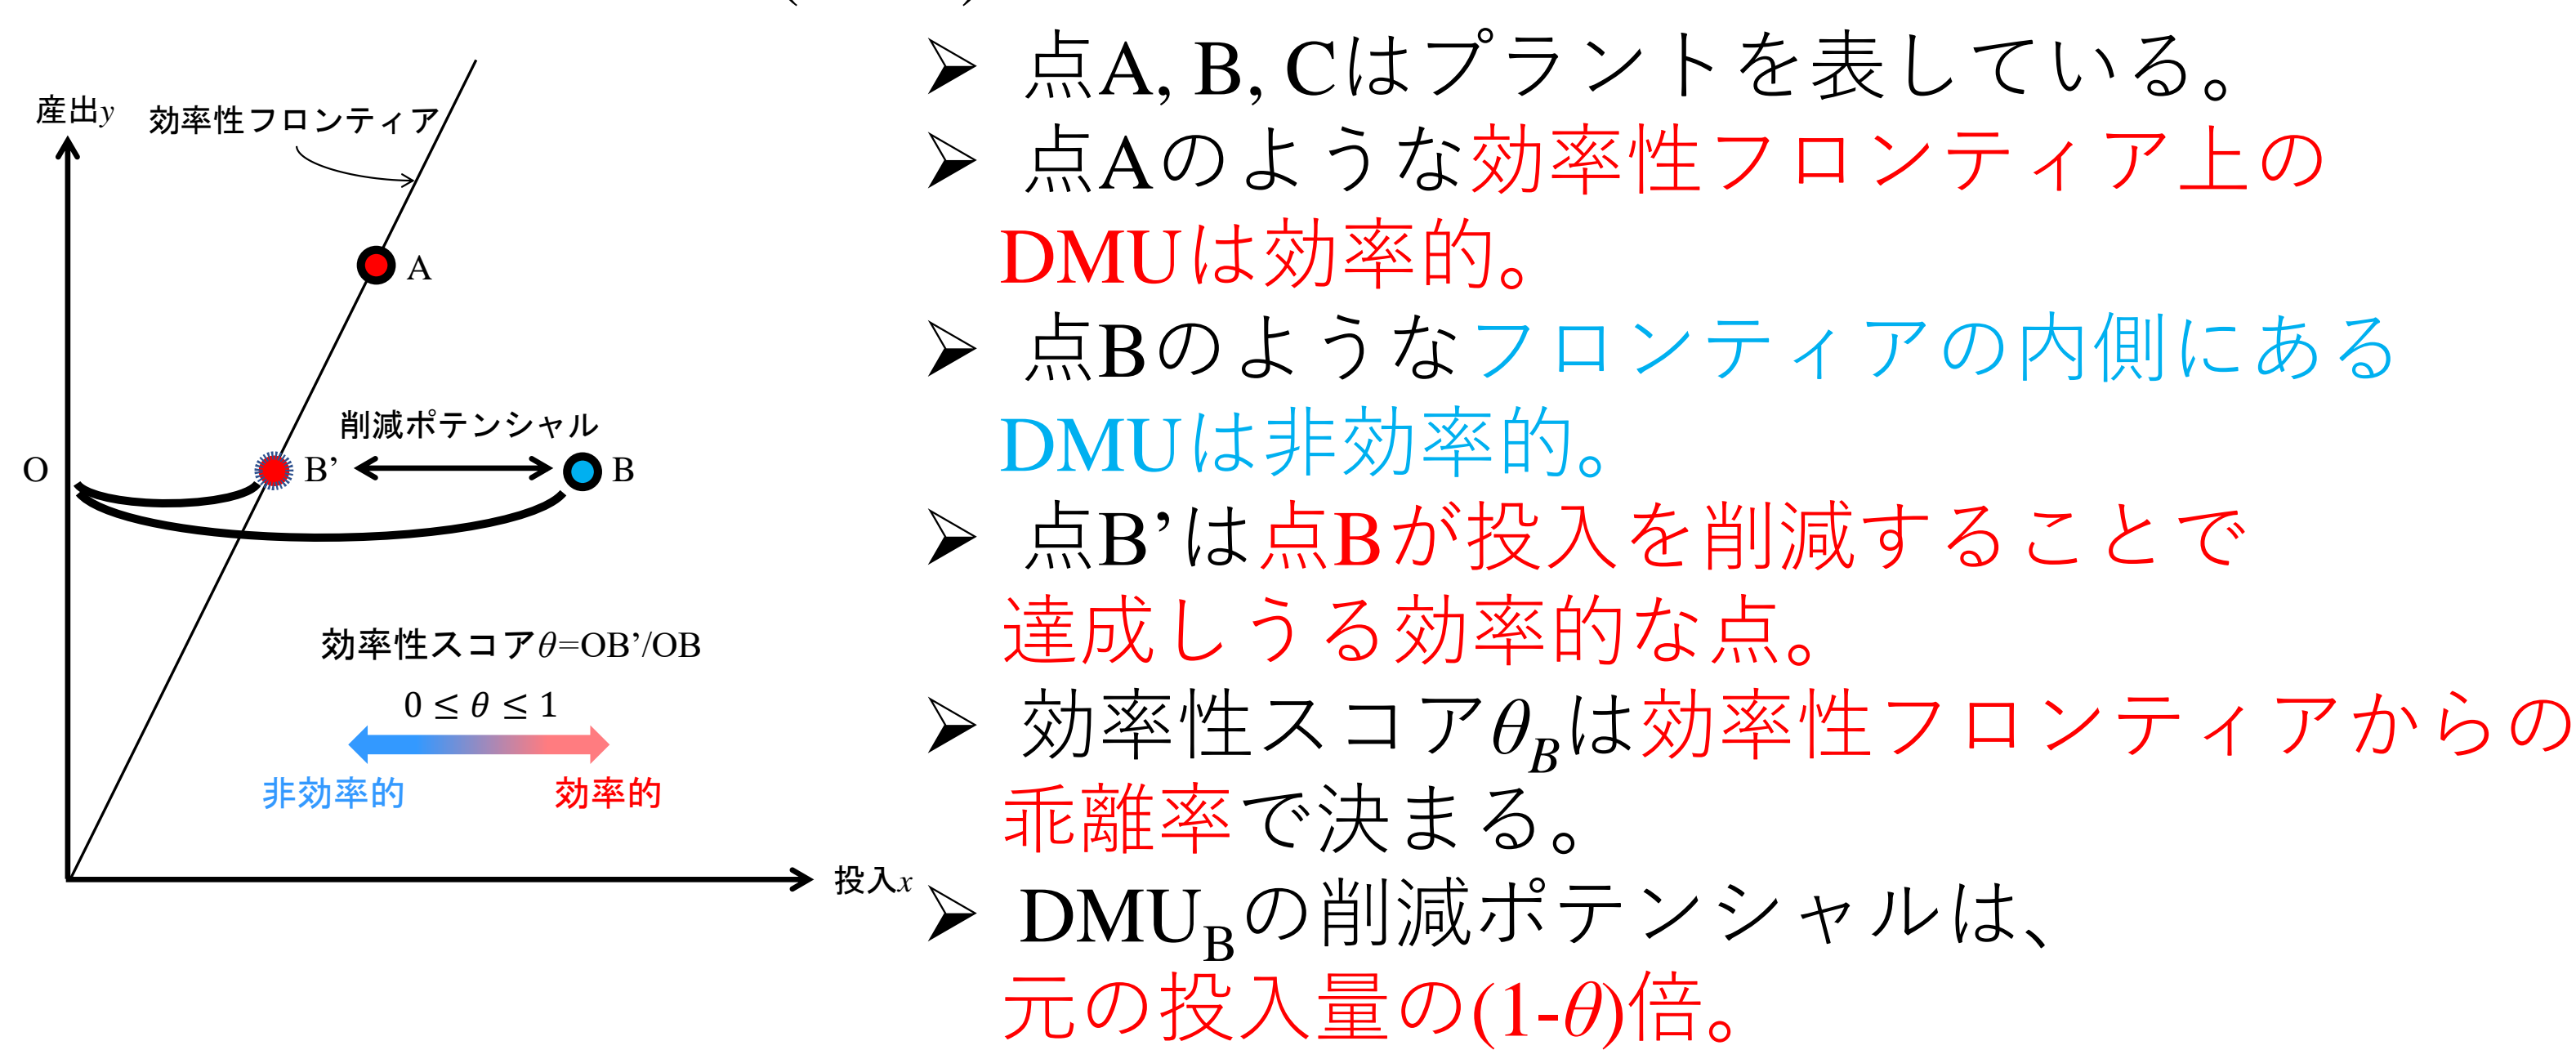 産出y
効率性フロンティア
A
削減ポテンシャル
O
B’
B
効率性スコアθ=OB’/OB
0 ≤ θ ≤ 1
非効率的
効率的
投入x
➢ 点A, B, Cはプラントを表している。
➢ 点Aのような効率性フロンティア上の
DMUは効率的。
➢ 点Bのようなフロンティアの内側にある
DMUは非効率的。
➢ 点B’は点Bが投入を削減することで
達成しうる効率的な点。
➢ 効率性スコアθBは効率性フロンティアからの
乖離率で決まる。
➢ DMUBの削減ポテンシャルは、
元の投入量の(1-θ)倍。